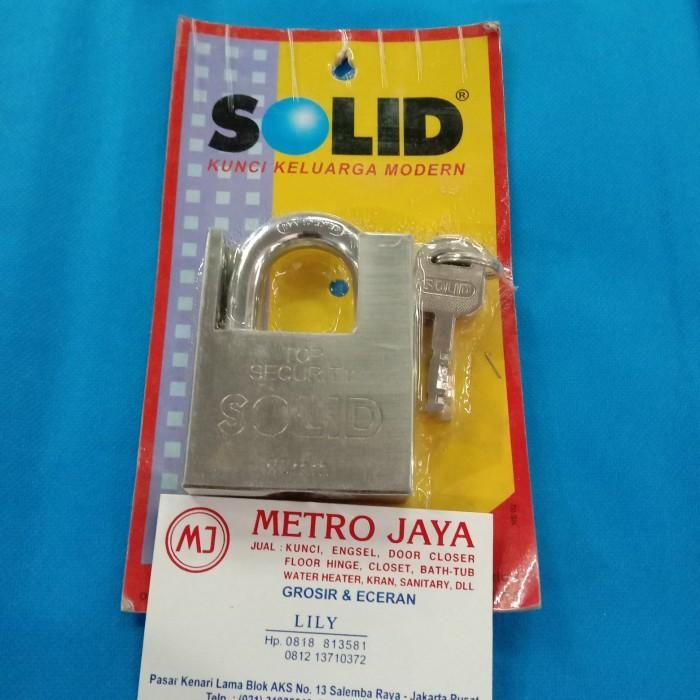 SOLID®
KUNCI KELUARGA MODERN
TOP
SECURITY
SOLID
SOLID
MJ
METRO JAYA
JUAL : KUNCI, ENGSEL, DOOR CLOSER
FLOOR HINGE, CLOSET, BATH-TUB
WATER HEATER, KRAN, SANITARY, DLL
GROSIR & ECERAN
LILY
Hp. 0818 813581
0812 13710372
Pasar Kenari Lama Blok AKS No. 13 Salemba Raya - Jakarta Pusat
Telp. : (021)